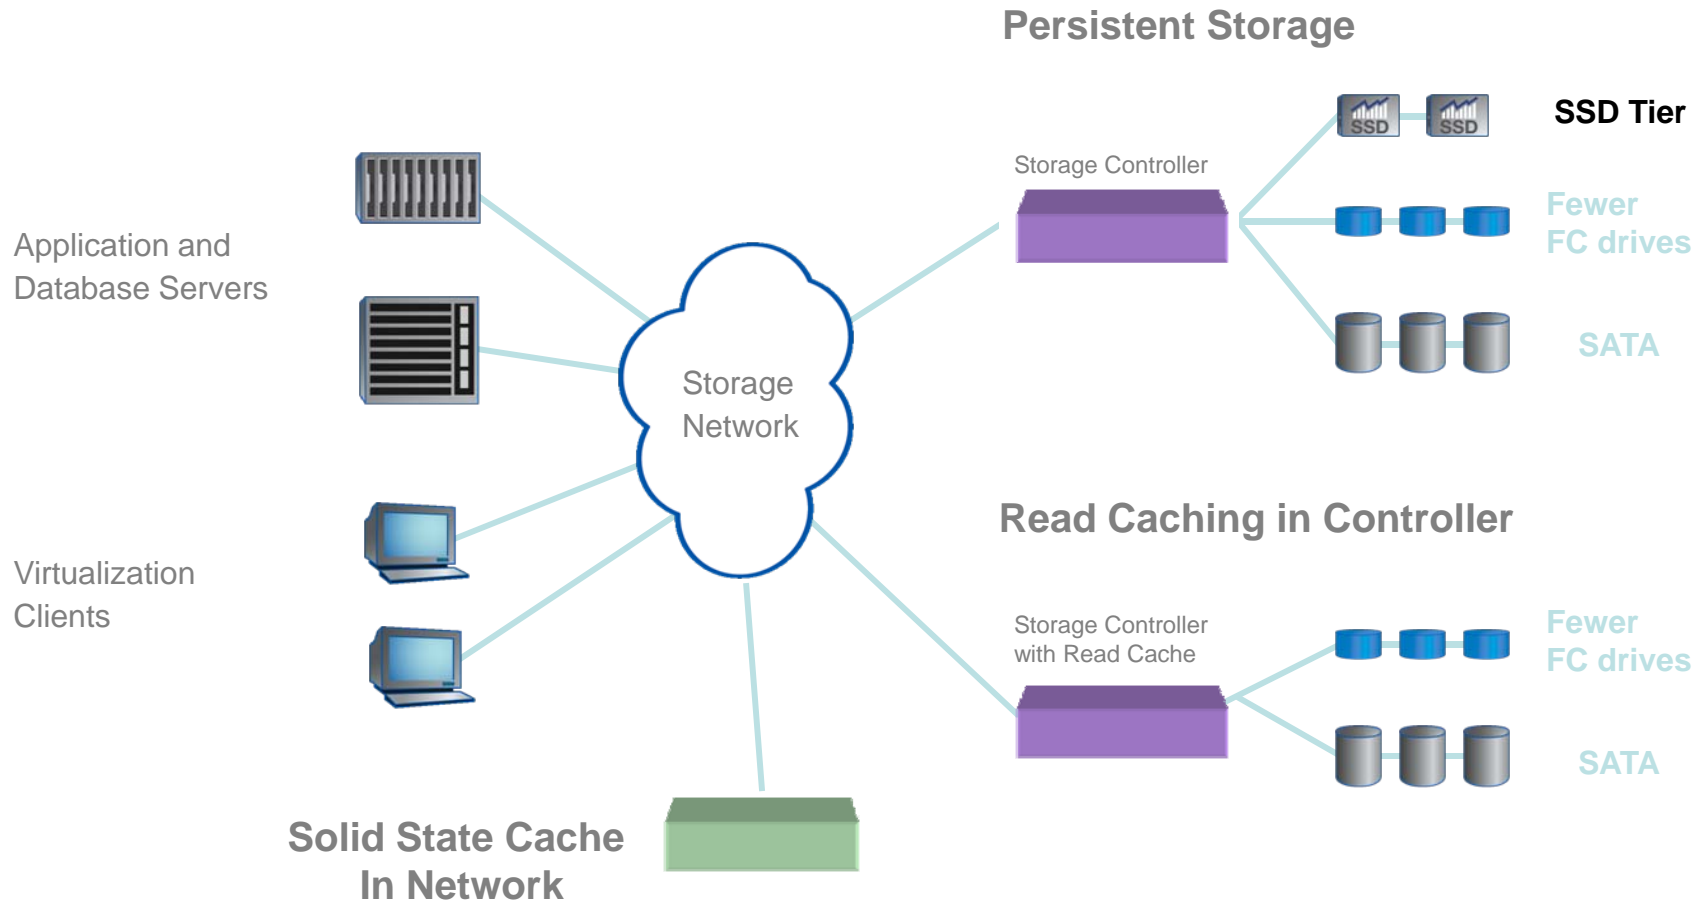 Persistent Storage
SSD
SSD
SSD Tier
Storage Controller
Fewer
FC drives
Application and
Database Servers
SATA
Storage
Network
Read Caching in Controller
Virtualization
Clients
Storage Controller
with Read Cache
Fewer
FC drives
SATA
Solid State Cache
In Network